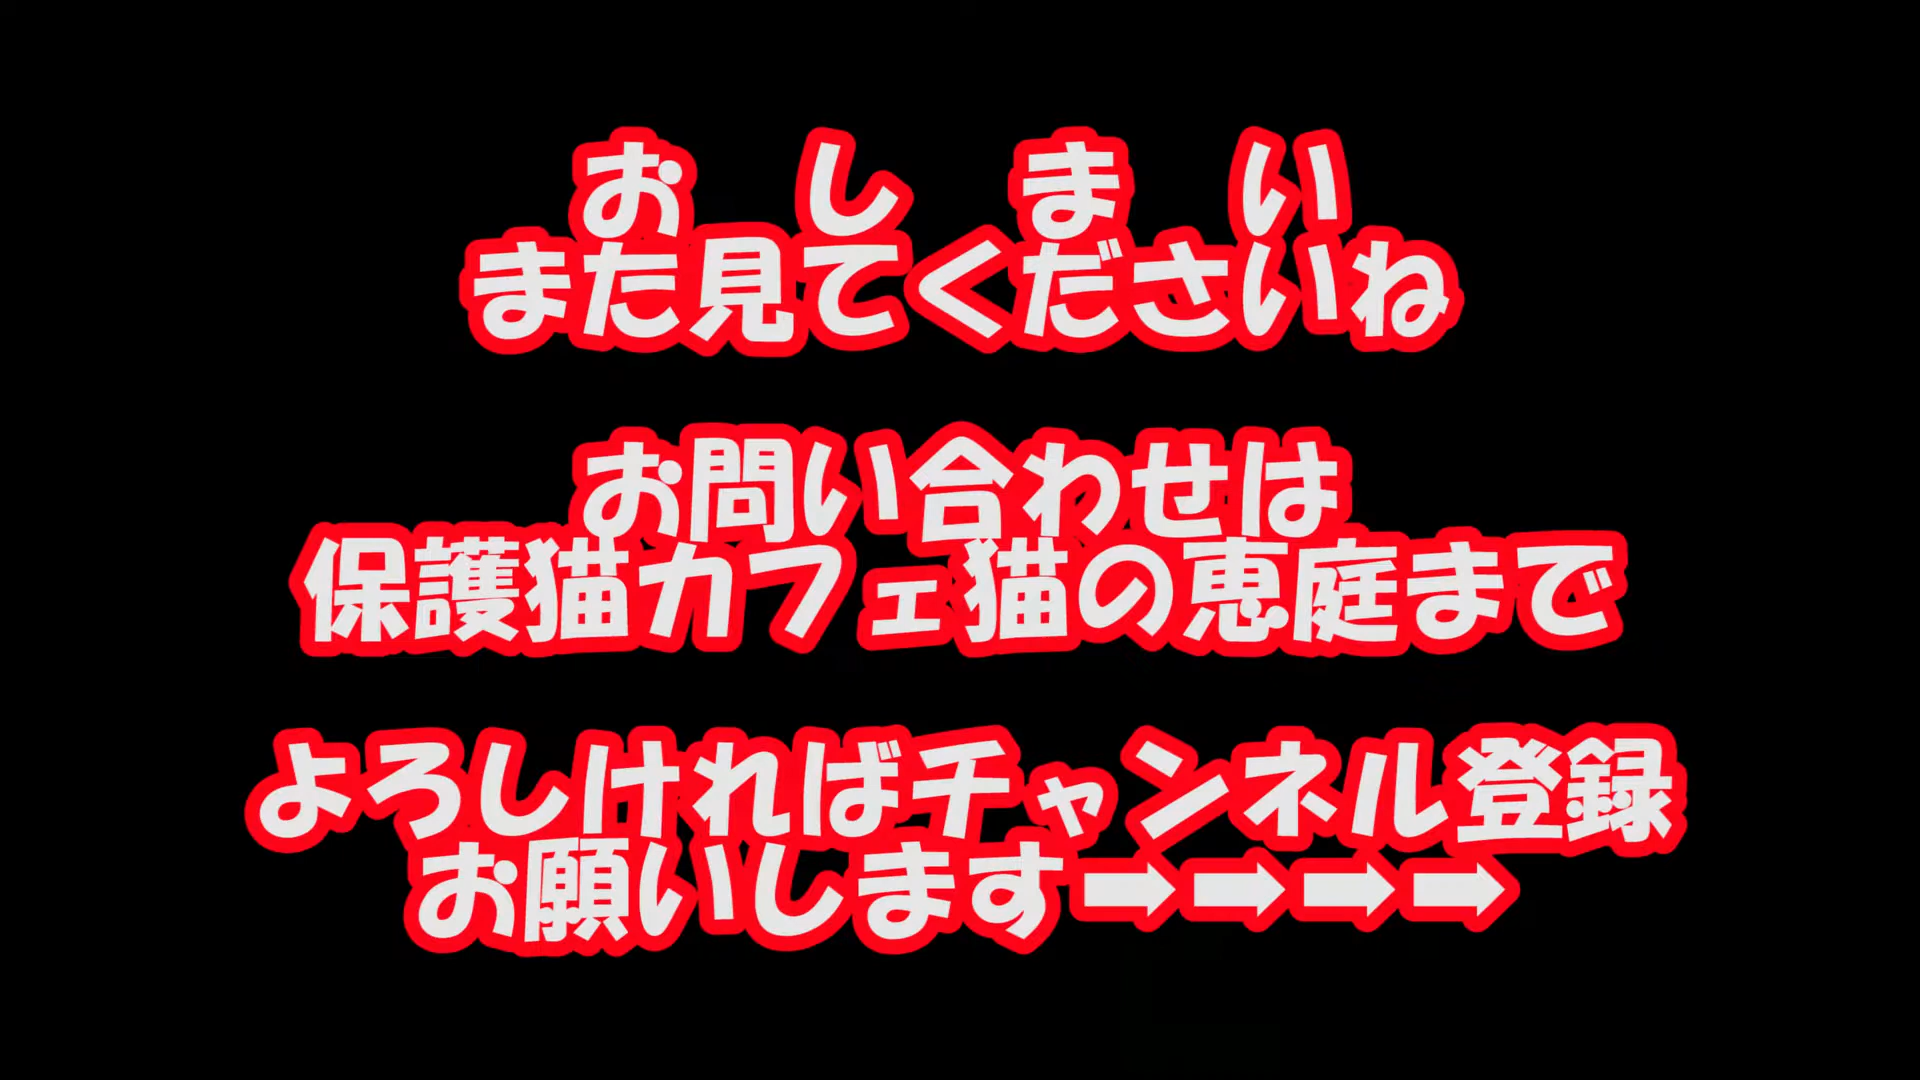 お　し　ま　い
また見てくださいね
お問い合わせは
保護猫カフェ猫の恵庭まで
よろしければチャンネル登録
お願いします➡➡➡➡